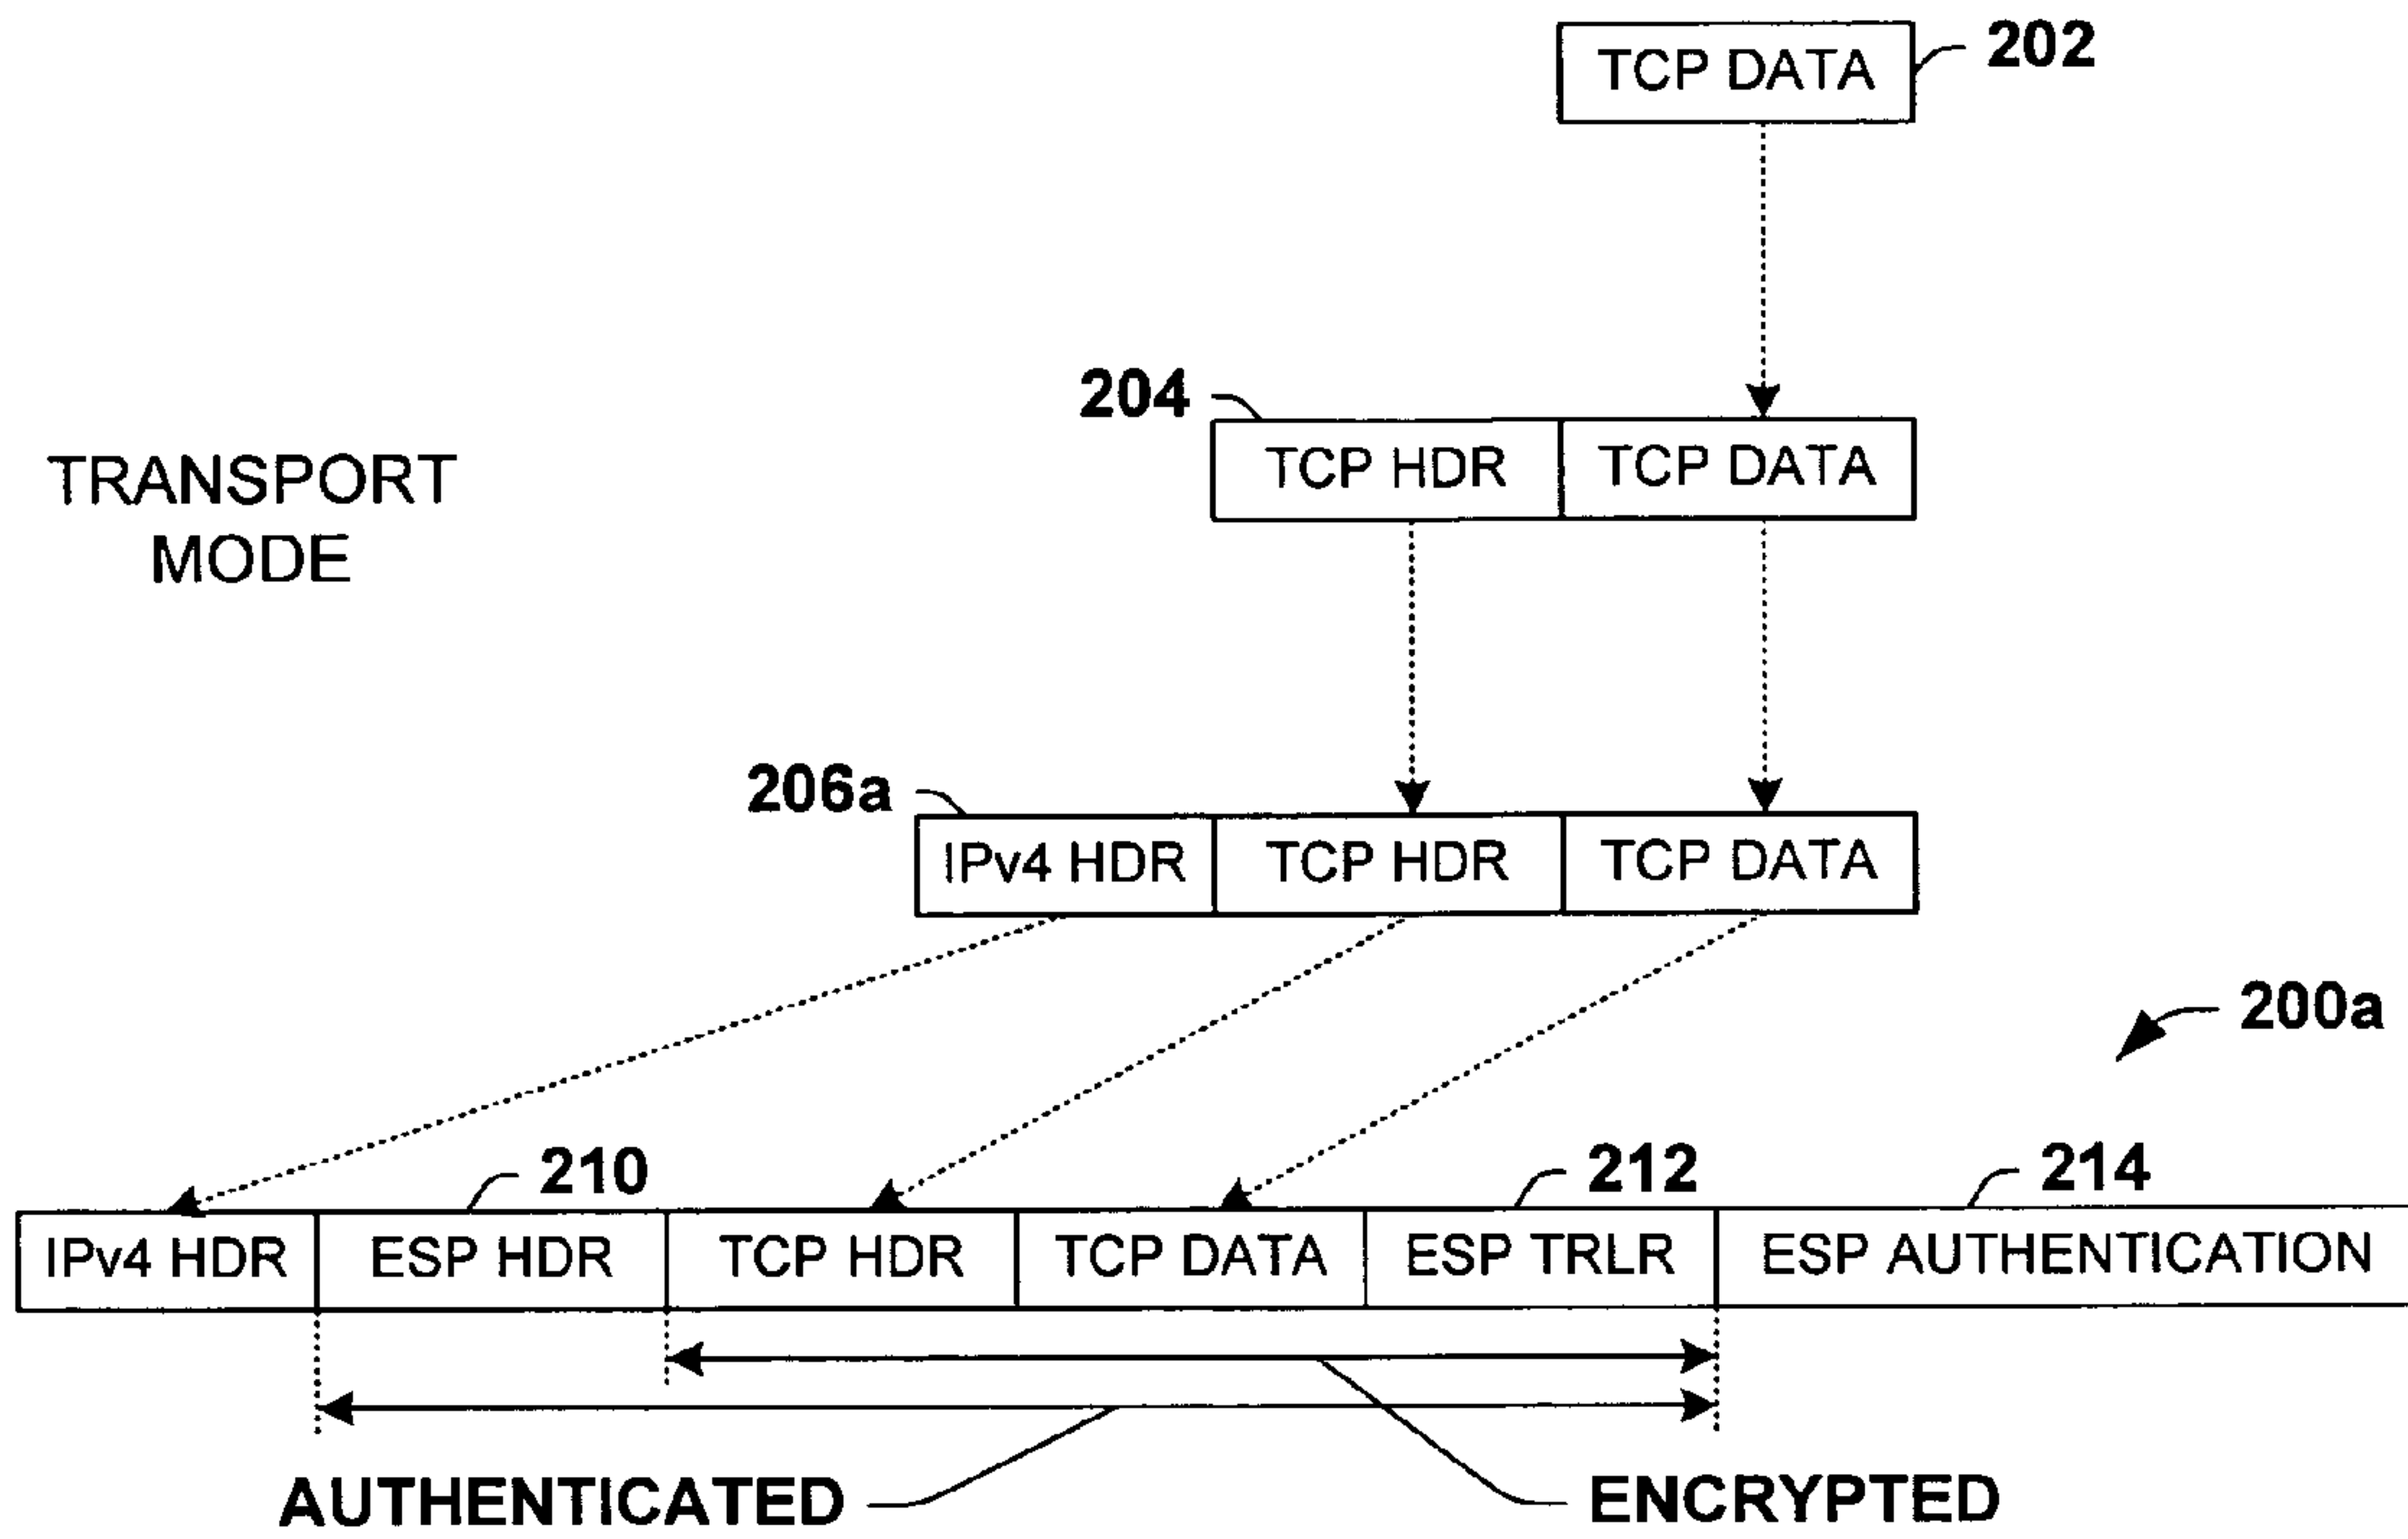 TCP DATA 202
204
TCP HDR TCP DATA
TRANSPORT
MODE
206a
IPv4 HDR TCP HDR TCP DATA
200a
210 212 214
IPv4 HDR ESP HDR TCP HDR TCP DATA ESP TRLR ESP AUTHENTICATION
AUTHENTICATED ENCRYPTED